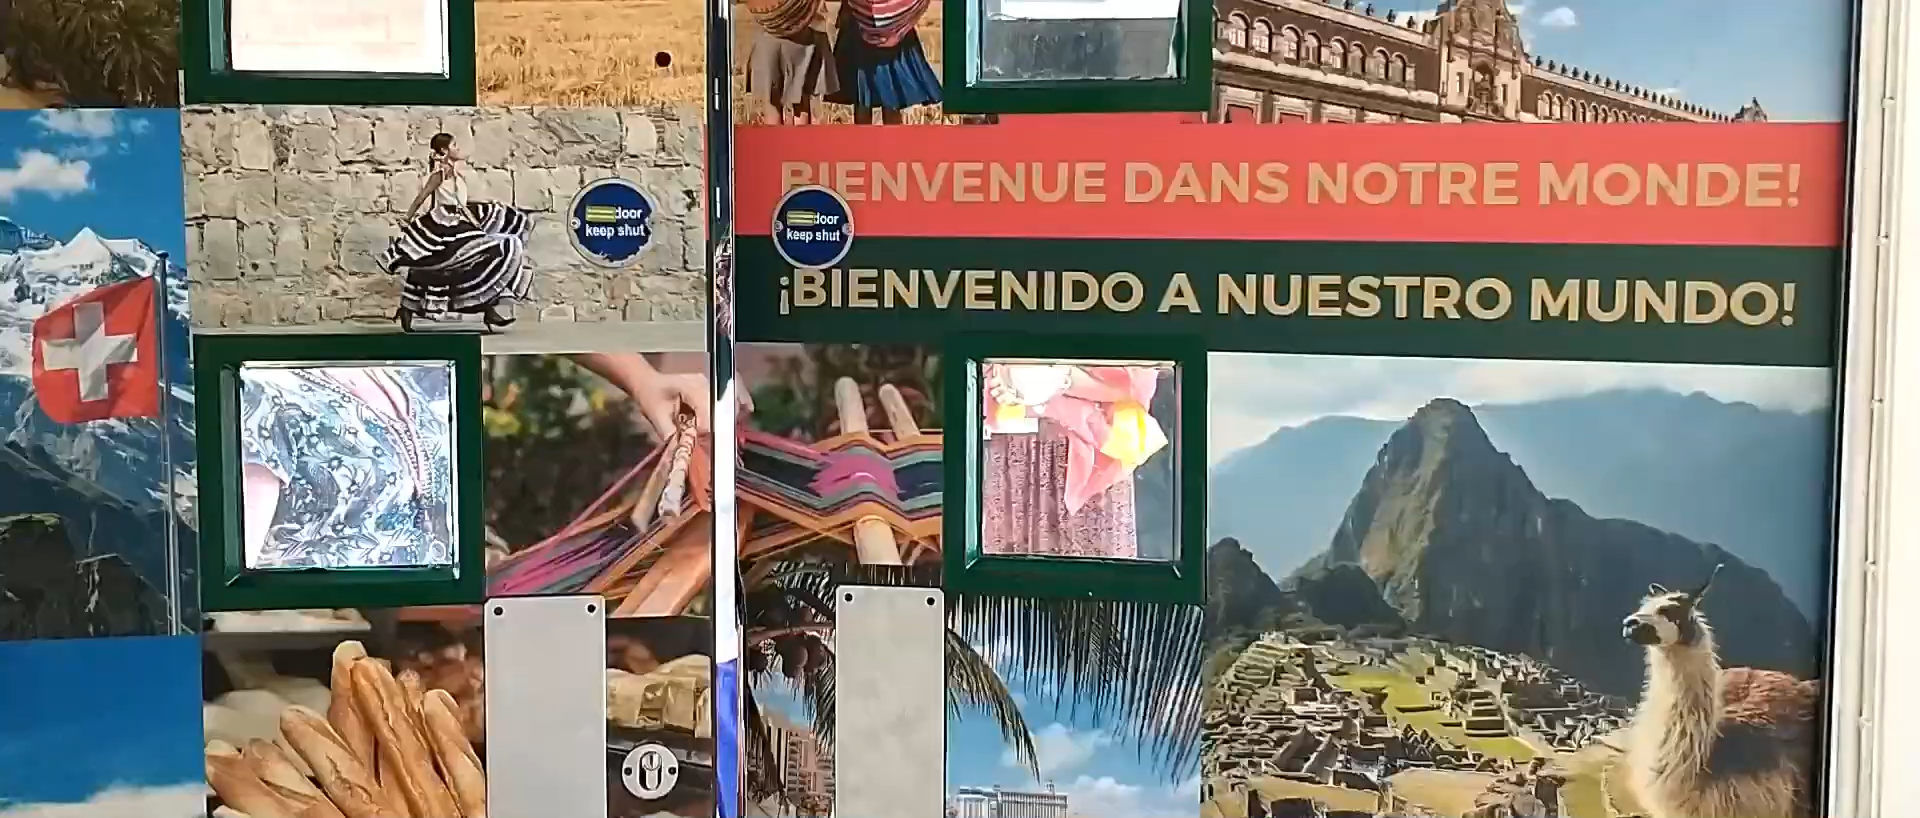 door
keep shut
BIENVENUE DANS NOTRE MONDE!
door
keep shut
¡BIENVENIDO A NUESTRO MUNDO!